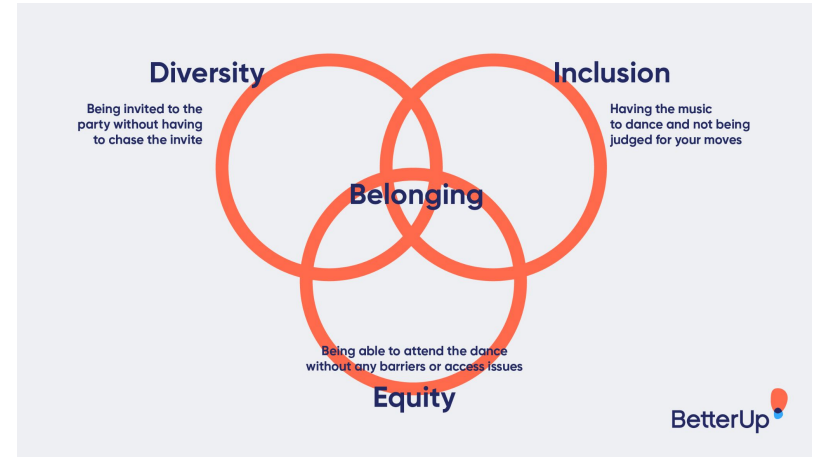 Diversity
Being invited to the
party without having
to chase the invite
Inclusion
Having the music
to dance and not being
judged for your moves
Belonging
Being able to attend the dance
without any barriers or access issues
Equity
BetterUp